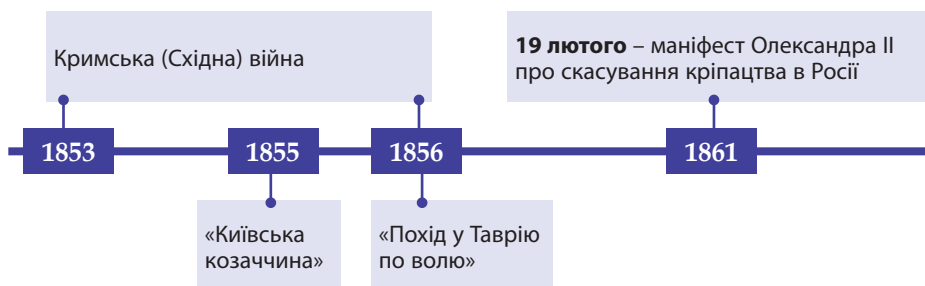 Кримська (Східна) війна
19 лютого – маніфест Олександра ІІ
про скасування кріпацтва в Росії
1853
1855
1856
1861
«Київська
козаччина»
«Похід у Таврію
по волю»